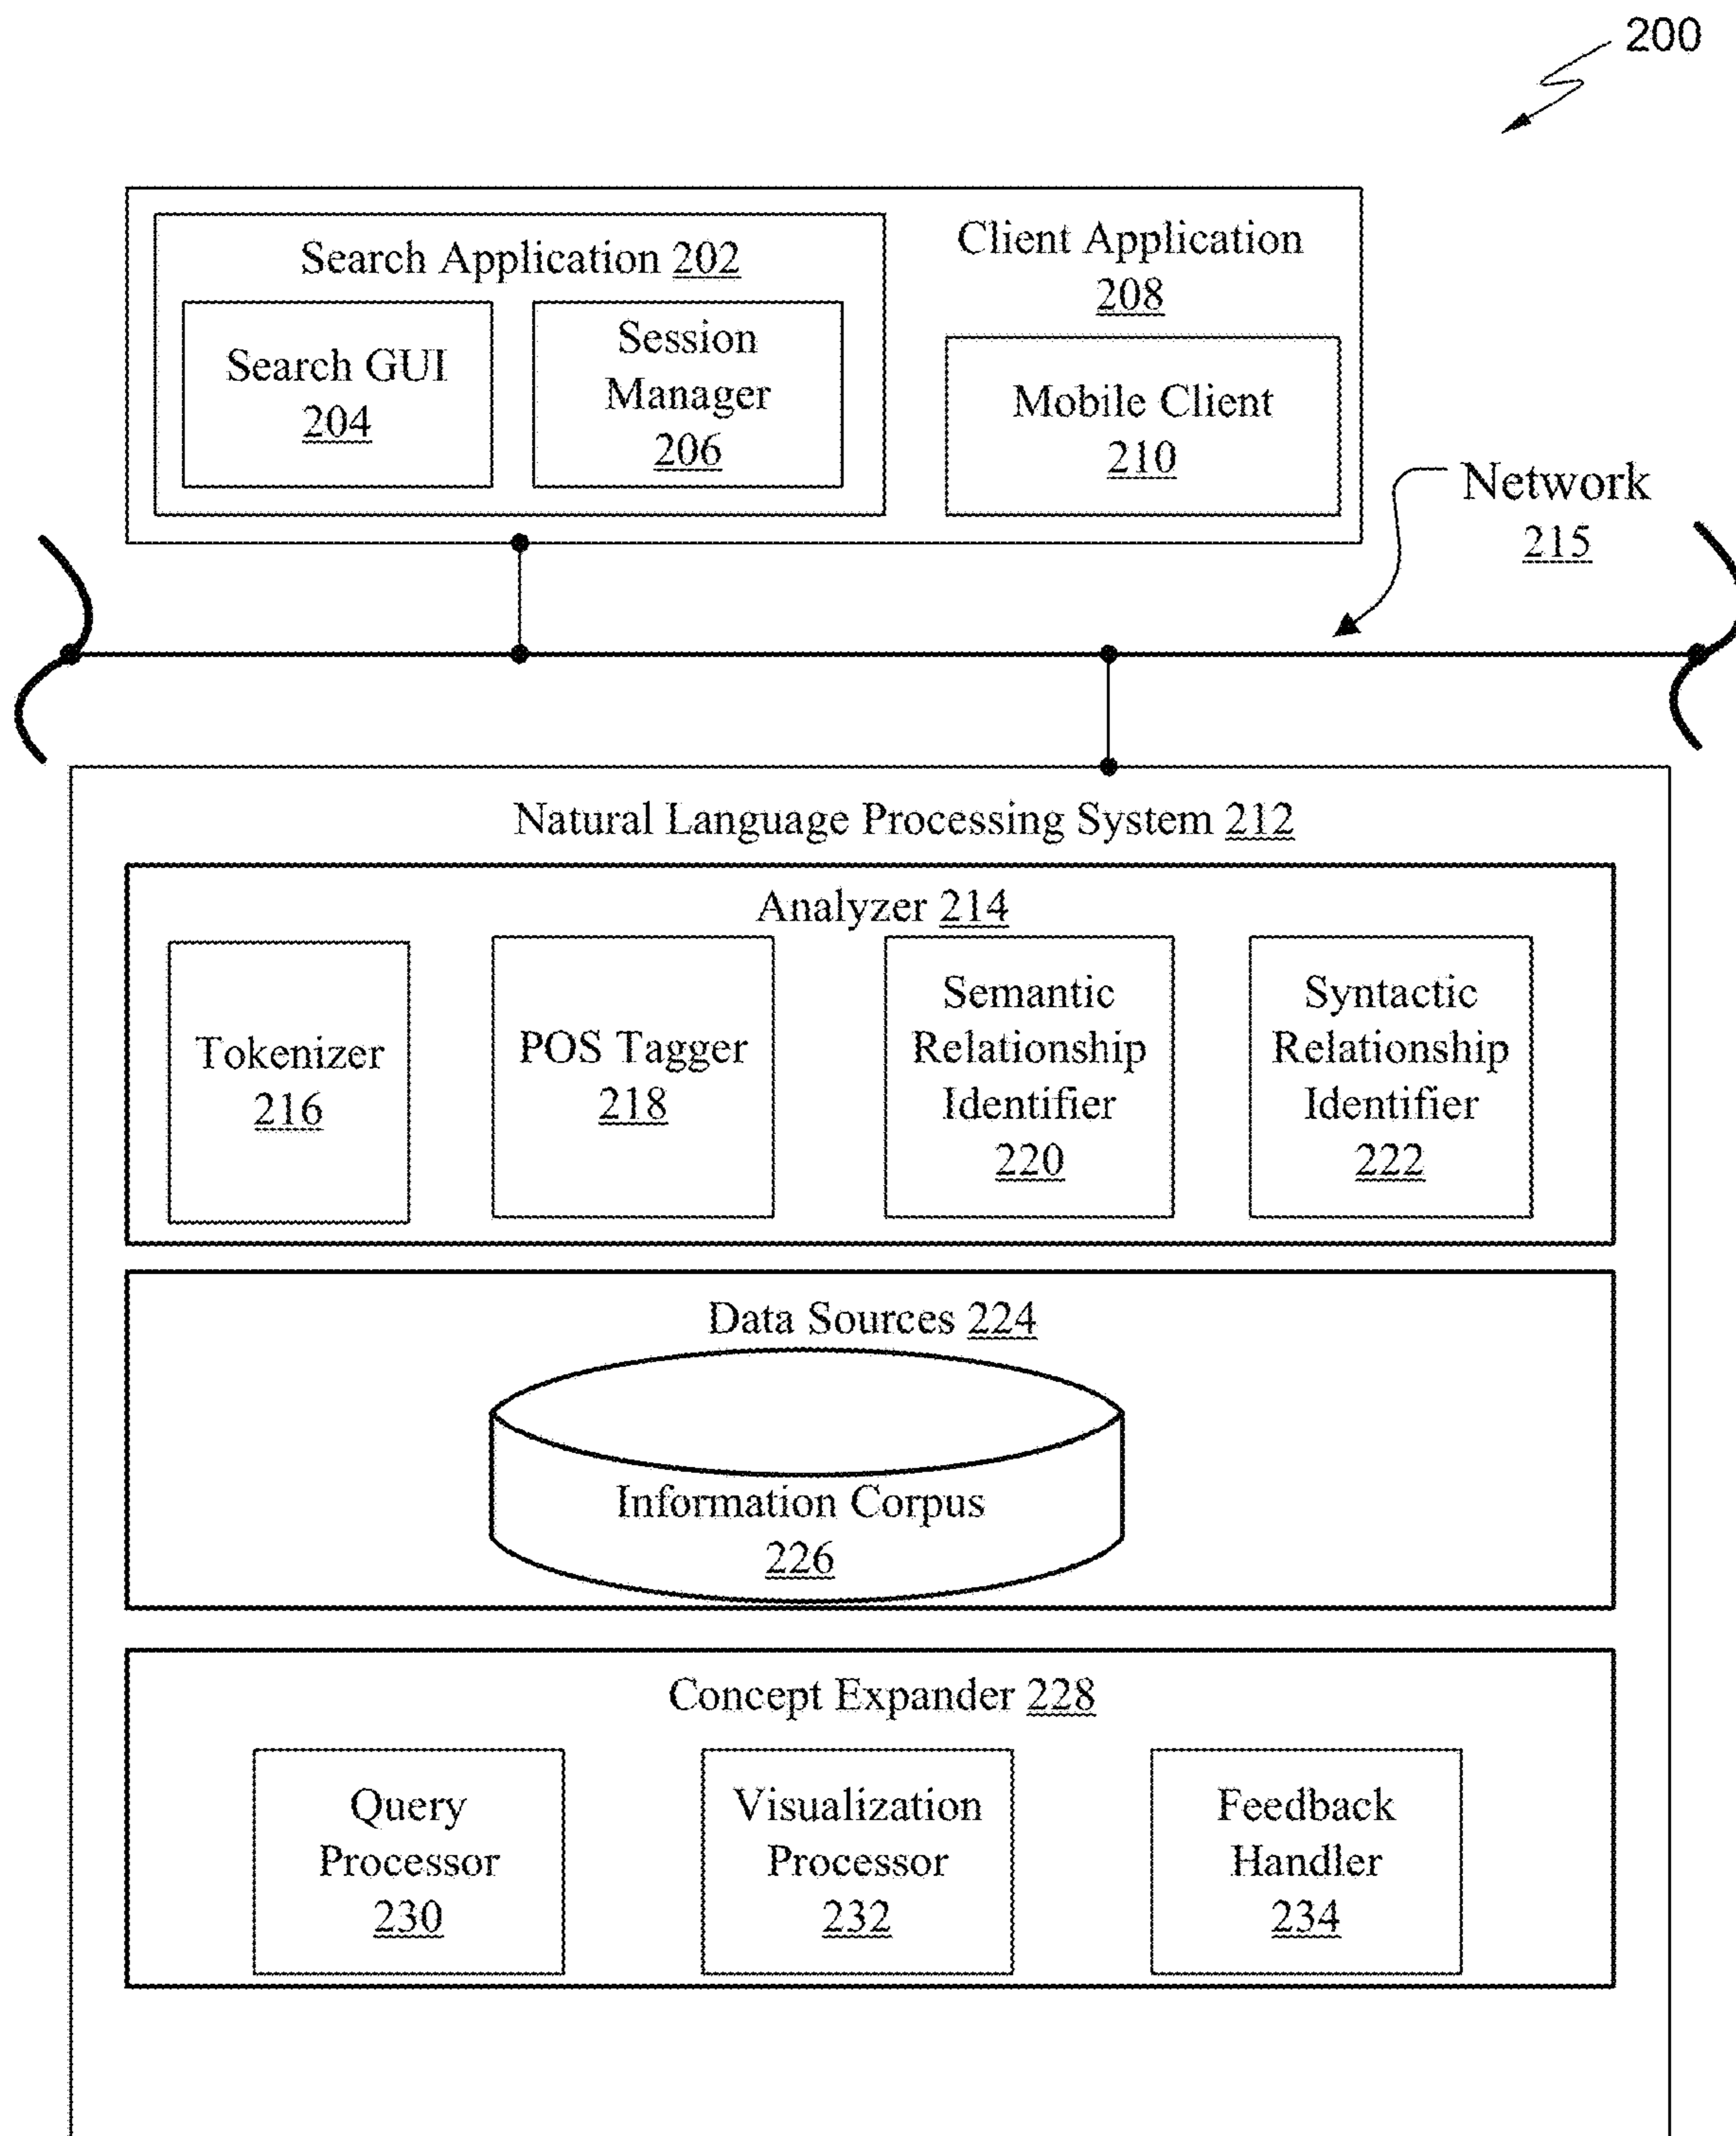 200
Search Application 202
Client Application
208
Search GUI
204
Session
Manager
206
Mobile Client
210
Network
215
Natural Language Processing System 212
Analyzer 214
Tokenizer
216
POS Tagger
218
Semantic
Relationship
Identifier
220
Syntactic
Relationship
Identifier
222
Data Sources 224
Information Corpus
226
Concept Expander 228
Query
Processor
230
Visualization
Processor
232
Feedback
Handler
234